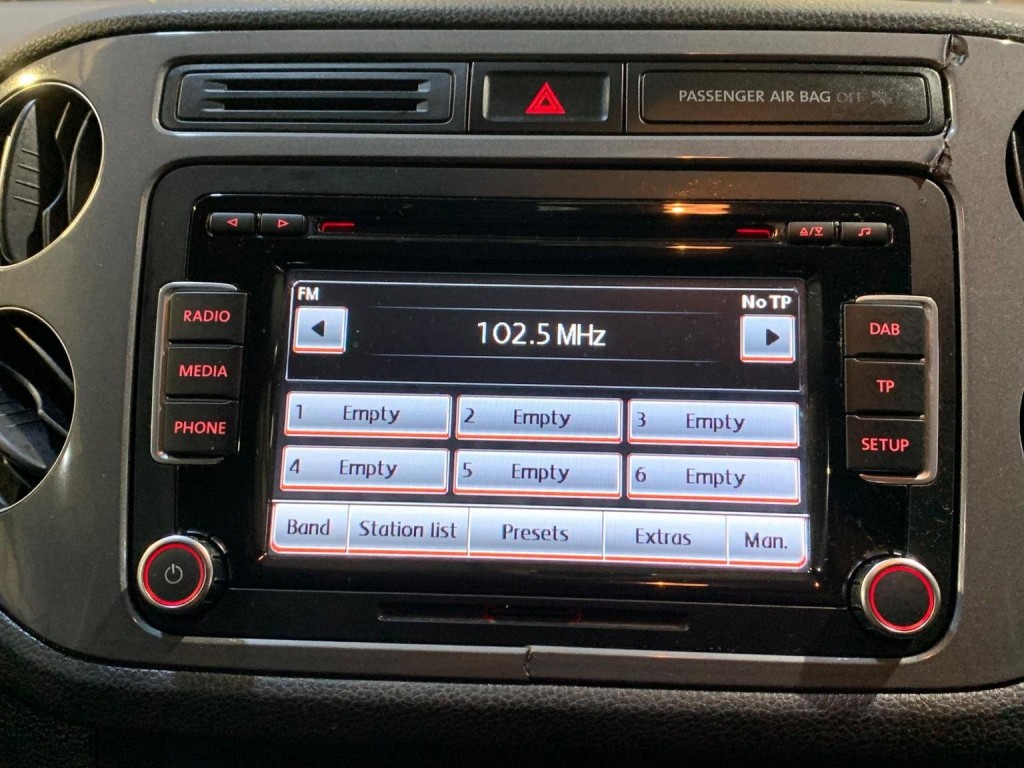 PASSENGER AIR BAG OFF
FM
No TP
102.5 MHz
RADIO
MEDIA
PHONE
DAB
TP
SETUP
1 Empty 2 Empty 3 Empty
4 Empty 5 Empty 6 Empty
Band Station list Presets Extras Man.